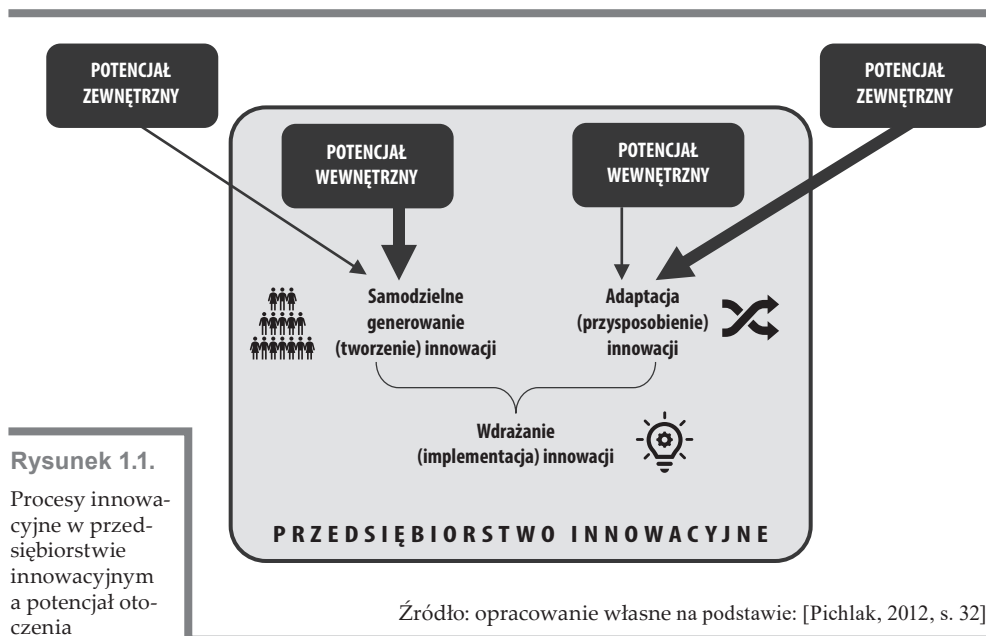 POTENCJAŁ
ZEWNĘTRZNY
POTENCJAŁ
ZEWNĘTRZNY
POTENCJAŁ
WEWNĘTRZNY
POTENCJAŁ
WEWNĘTRZNY
Samodzielne
generowanie
(tworzenie) innowacji
Adaptacja
(przysposobienie)
innowacji
Wdrażanie
(implementacja) innowacji
PRZEDSIĘBIORSTWO INNOWACYJNE
Rysunek 1.1.
Procesy innowa-
cyjne w przed-
siębiorstwie
innowacyjnym
a potencjał oto-
czenia
Źródło: opracowanie własne na podstawie: [Pichlak, 2012, s. 32]